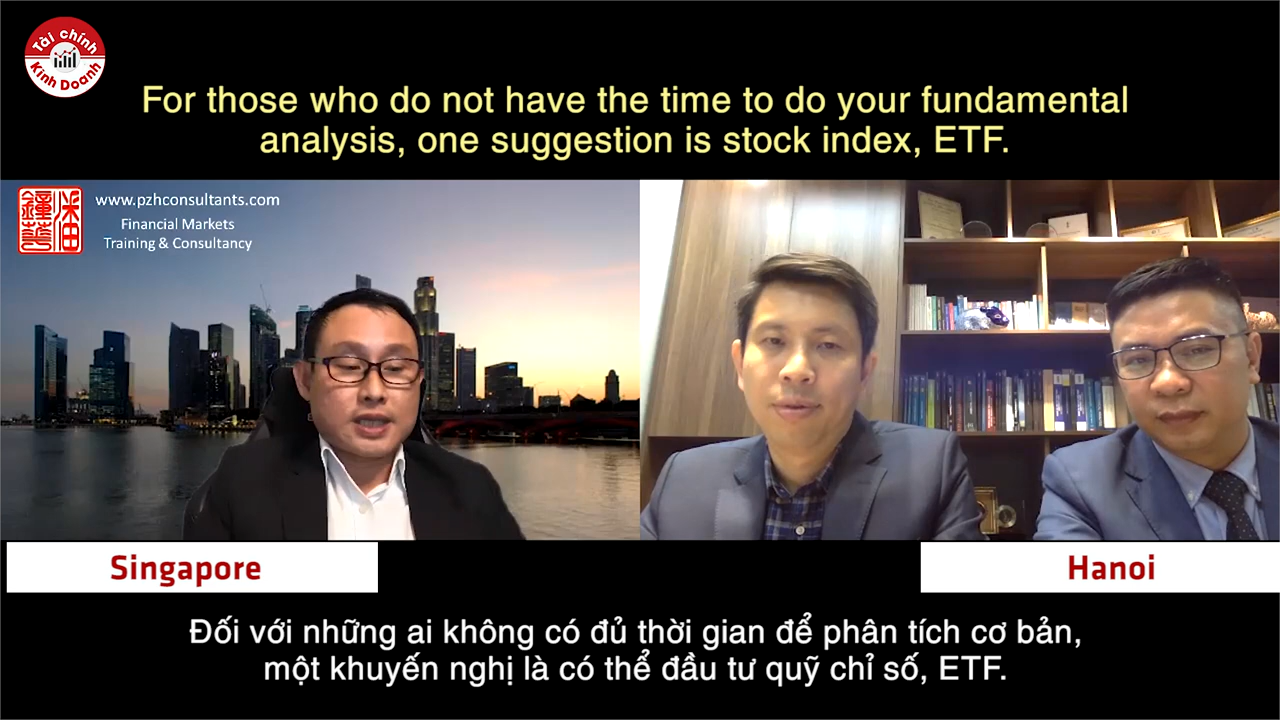 Tài chính
Kinh Doanh
For those who do not have the time to do your fundamental
analysis, one suggestion is stock index, ETF.
www.pzhconsultants.com
Financial Markets
Training & Consultancy
Singapore
Hanoi
Đối với những ai không có đủ thời gian để phân tích cơ bản,
một khuyến nghị là có thể đầu tư quỹ chỉ số, ETF.